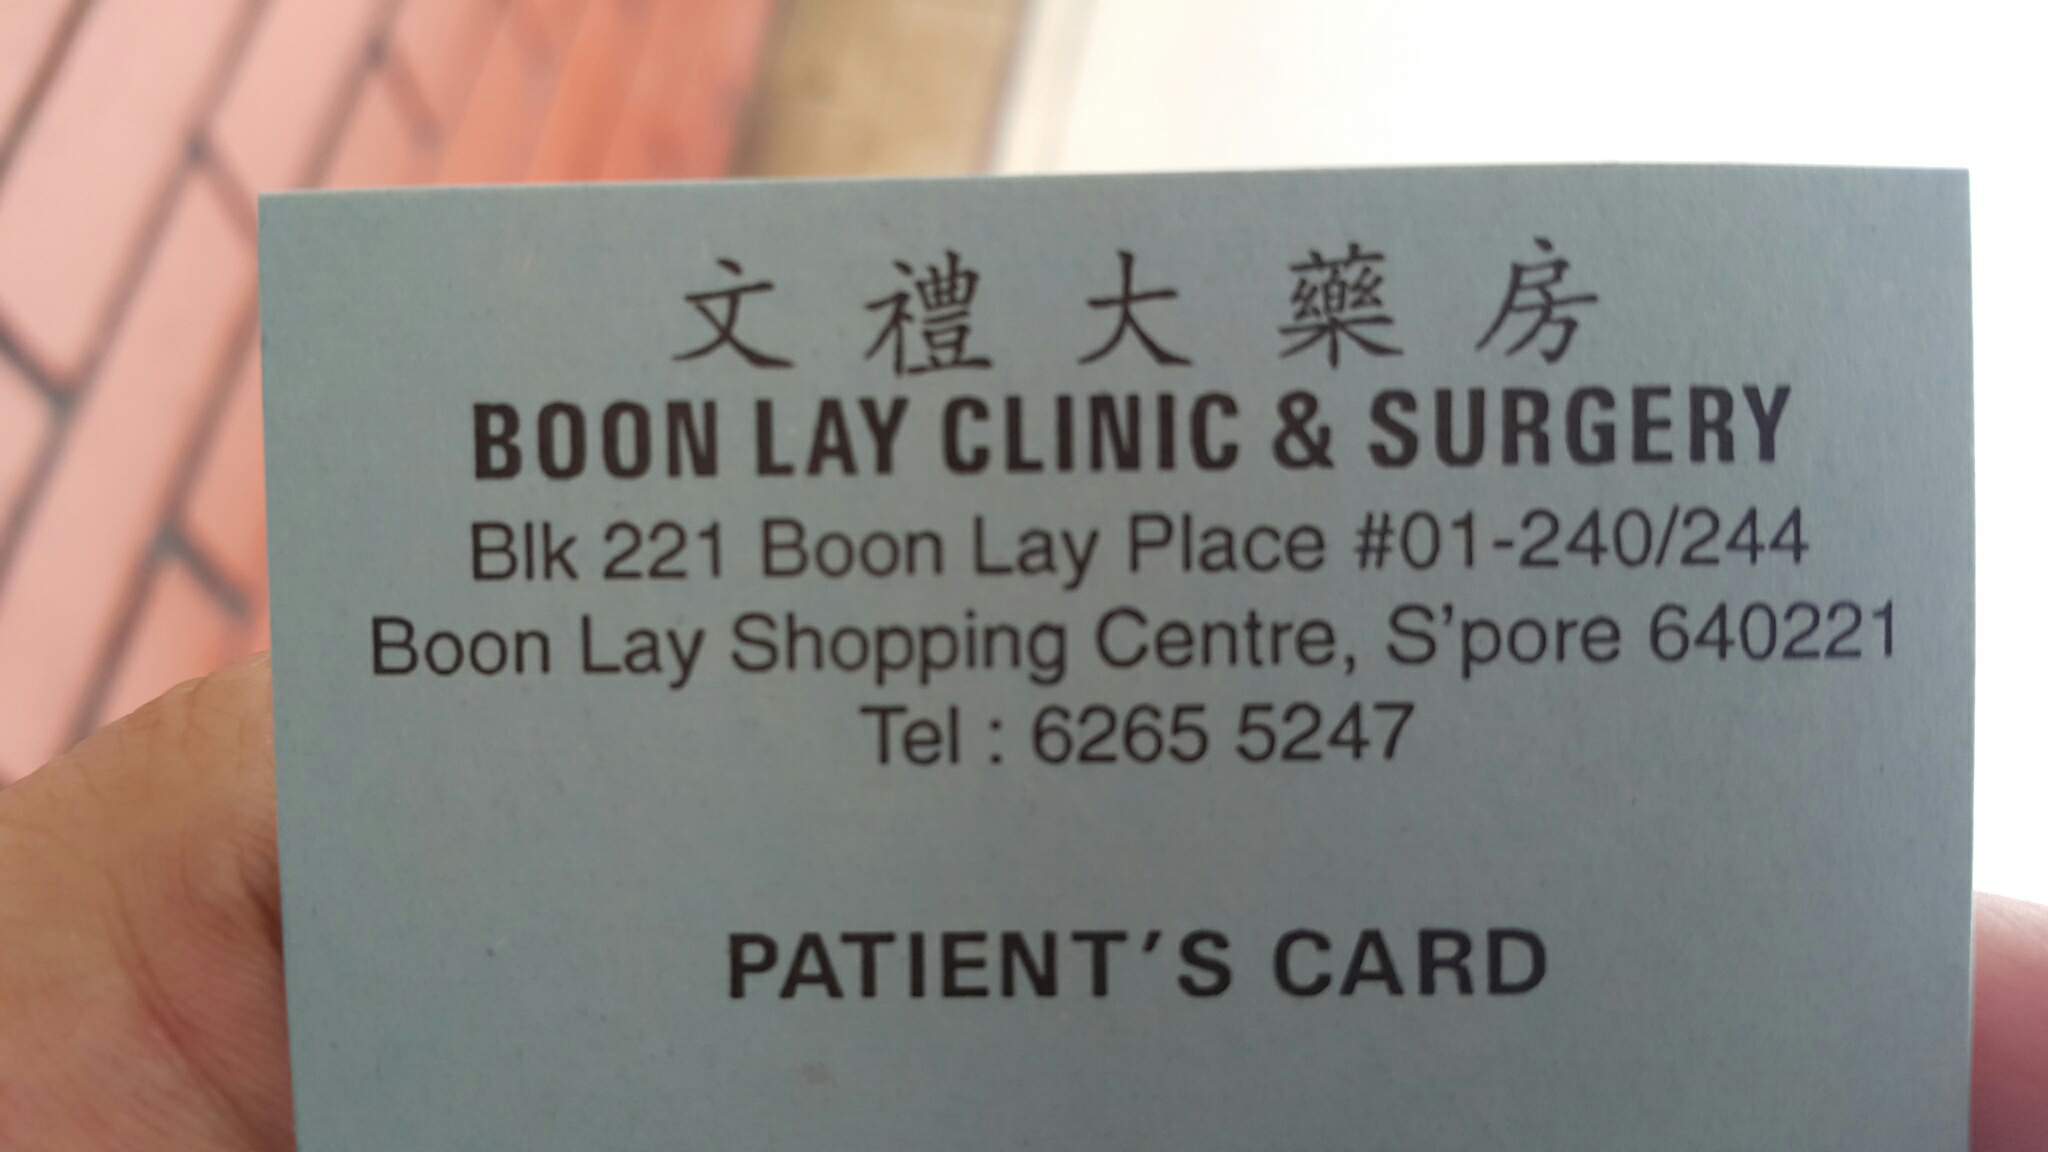 文禮大藥房
BOON LAY CLINIC & SURGERY
Blk 221 Boon Lay Place #01-240/244
Boon Lay Shopping Centre, S'pore 640221
Tel : 6265 5247
PATIENT'S CARD